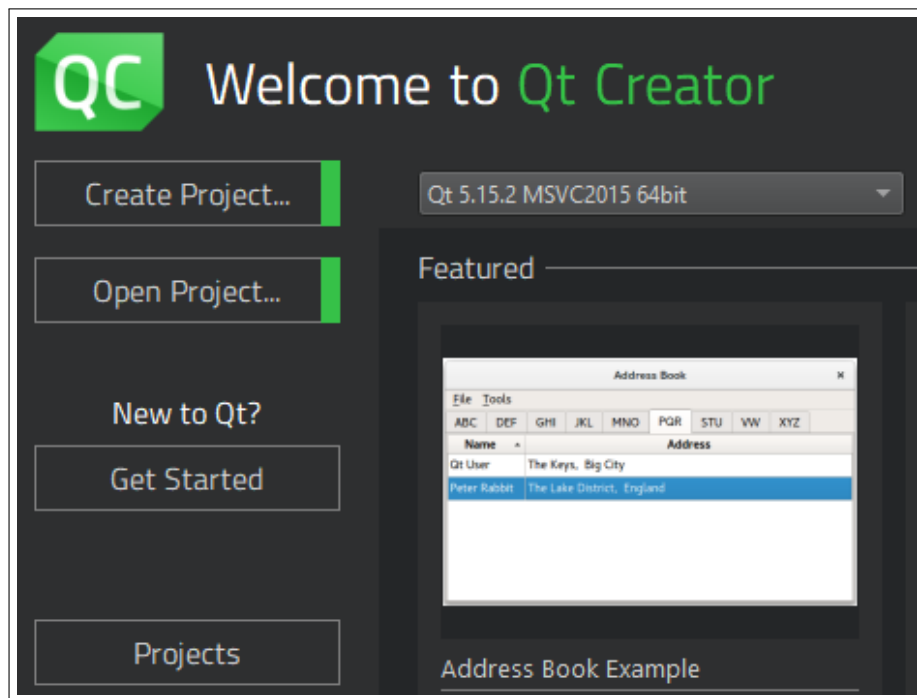 QC
Welcome to Qt Creator
Create Project...
Qt 5.15.2 MSVC2015 64bit
Open Project...
Featured
Address Book
File Tools
ABC DEF GHI JKL MNO PQR STU VW XYZ
Name Address
Qt User The Keys, Big City
Peter Rabbit The Lake District, England
New to Qt?
Get Started
Projects
Address Book Example